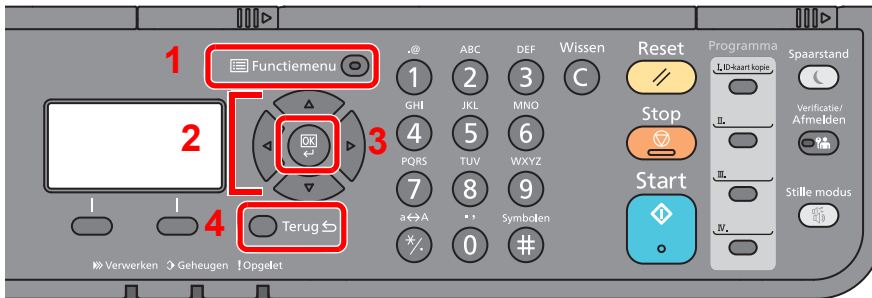 1
Functiemenu
2
OK
3
4
Terug
Verwerken
Geheugen
! Opgelet
.@
ABC
DEF
Wissen
1
2
3
C
GHI
JKL
MNO
4
5
6
PQRS
TUV
WXYZ
7
8
9
a↔A
. ,
Symbolen
*/.
0
#
Reset
Stop
Start
Programma
I. ID-kaart kopie
II.
III.
IV.
Spaarstand
Verificatie/
Afmelden
Stille modus